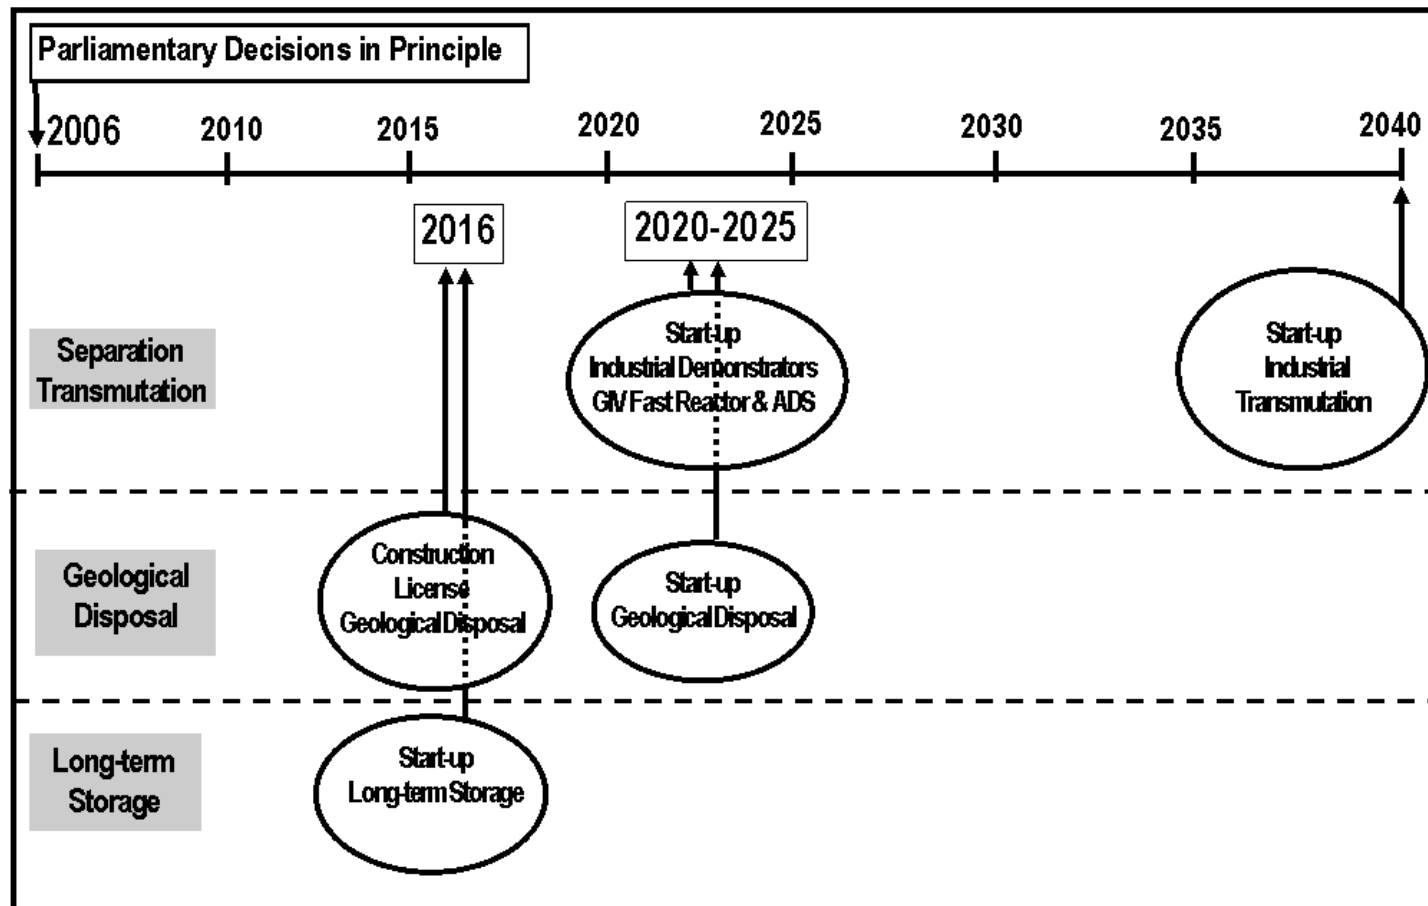 Parliamentary Decisions in Principle
2006
2010
2015
2020
2025
2030
2035
2040
2016
2020-2025
Separation
Transmutation
Start-up
Industrial Demonstrators
GIV Fast Reactor & ADS
Start-up
Industrial
Transmutation
Geological
Disposal
Construction
License
Geological Disposal
Start-up
Geological Disposal
Long-term
Storage
Start-up
Long-term Storage